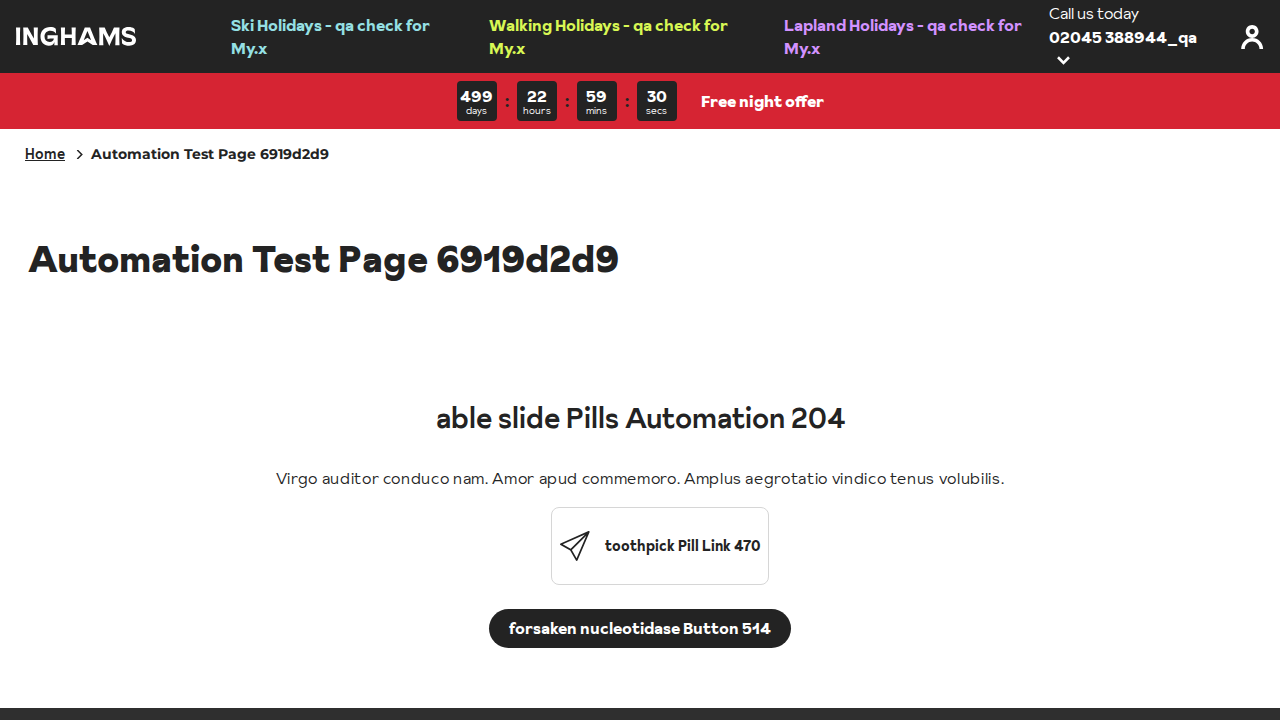 INGHAMS
Ski Holidays - qa check for
My.x
Walking Holidays - qa check for
My.x
Lapland Holidays - qa check for
My.x
Call us today
02045 388944_qa
499 : 22 : 59 : 30
days hours mins secs
Free night offer
Home > Automation Test Page 6919d2d9
Automation Test Page 6919d2d9
able slide Pills Automation 204
Virgo auditor conduco nam. Amor apud commemoro. Amplus aegrotatio vindico tenus volubilis.
toothpick Pill Link 470
forsaken nucleotidase Button 514